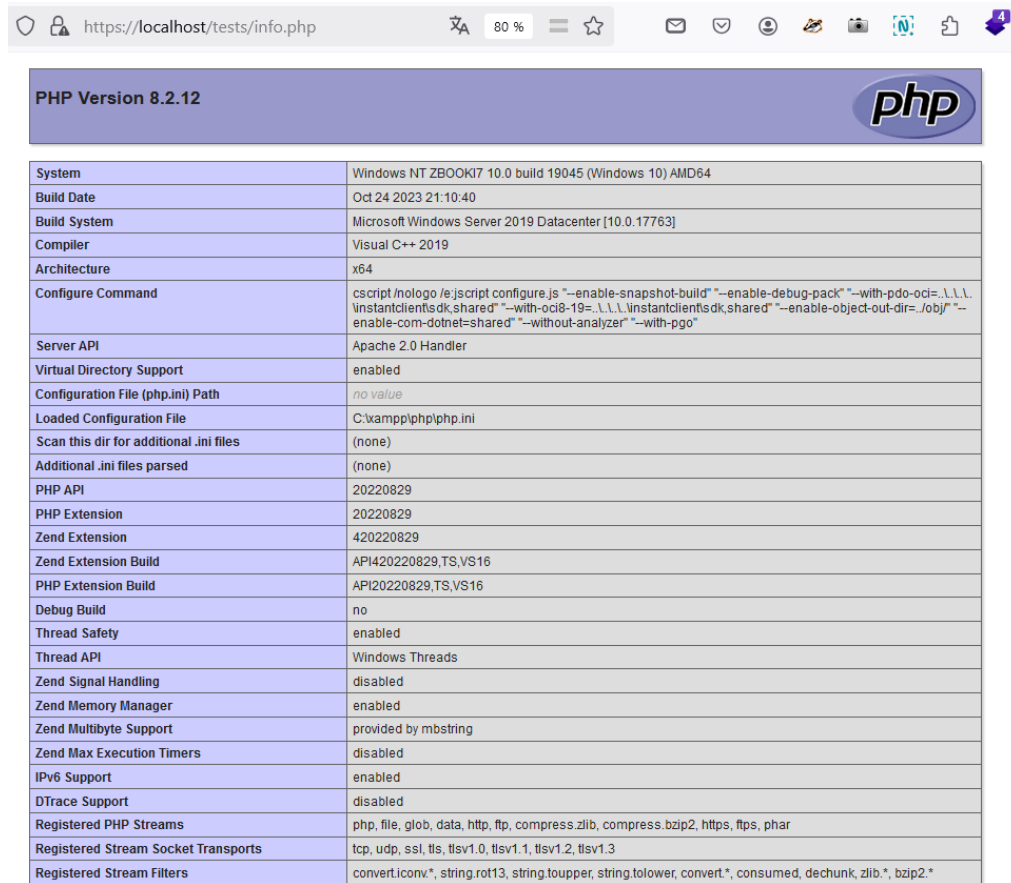 https://localhost/tests/info.php 80 % 4
PHP Version 8.2.12 php
System Windows NT ZBOOKI7 10.0 build 19045 (Windows 10) AMD64
Build Date Oct 24 2023 21:10:40
Build System Microsoft Windows Server 2019 Datacenter [10.0.17763]
Compiler Visual C++ 2019
Architecture x64
Configure Command cscript /nologo /e:jscript configure.js "--enable-snapshot-build" "--enable-debug-pack" "--with-pdo-oci=..\..\..\..
\instantclient\sdk,shared" "--with-oci8-19=..\..\..\..\instantclient\sdk,shared" "--enable-object-out-dir=../obj/" "--
enable-com-dotnet=shared" "--without-analyzer" "--with-pgo"
Server API Apache 2.0 Handler
Virtual Directory Support enabled
Configuration File (php.ini) Path no value
Loaded Configuration File C:\xampp\php\php.ini
Scan this dir for additional .ini files (none)
Additional .ini files parsed (none)
PHP API 20220829
PHP Extension 20220829
Zend Extension 420220829
Zend Extension Build API420220829,TS,VS16
PHP Extension Build API20220829,TS,VS16
Debug Build no
Thread Safety enabled
Thread API Windows Threads
Zend Signal Handling disabled
Zend Memory Manager enabled
Zend Multibyte Support provided by mbstring
Zend Max Execution Timers disabled
IPv6 Support enabled
DTrace Support disabled
Registered PHP Streams php, file, glob, data, http, ftp, compress.zlib, compress.bzip2, https, ftps, phar
Registered Stream Socket Transports tcp, udp, ssl, tls, tlsv1.0, tlsv1.1, tlsv1.2, tlsv1.3
Registered Stream Filters convert.iconv.*, string.rot13, string.toupper, string.tolower, convert.*, consumed, dechunk, zlib.*, bzip2.*